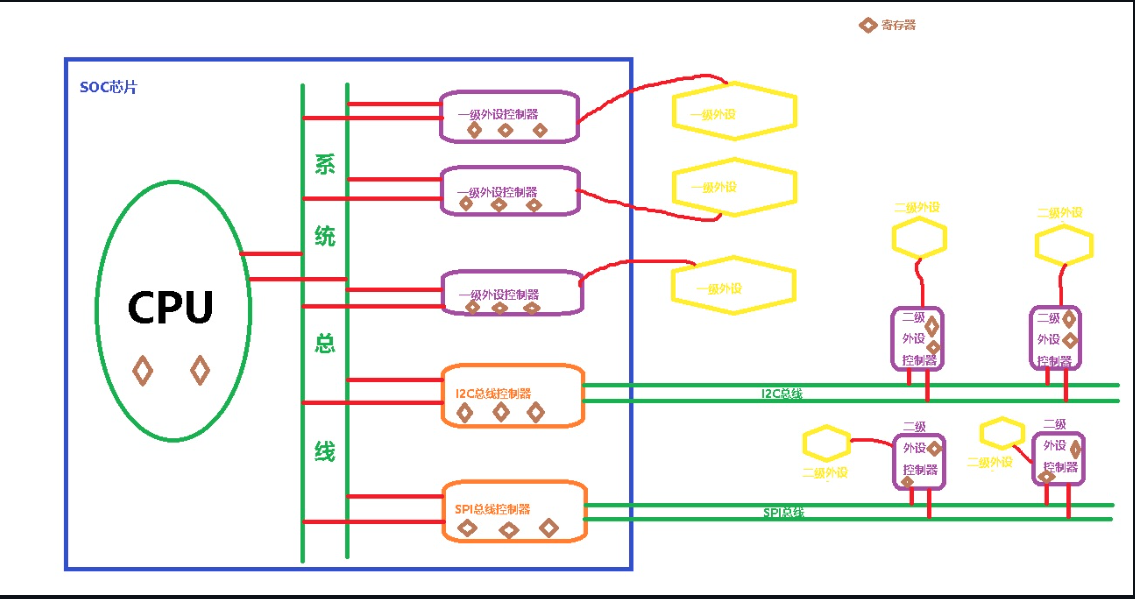 寄存器
SOC芯片
CPU
系
统
总
线
一级外设控制器
一级外设
一级外设控制器
一级外设
一级外设控制器
一级外设
I2C总线控制器
I2C总线
SPI总线控制器
SPI总线
二级外设
二级外设
二级
外设
控制器
二级
外设
控制器
二级外设
二级
外设
控制器
二级外设
二级
外设
控制器